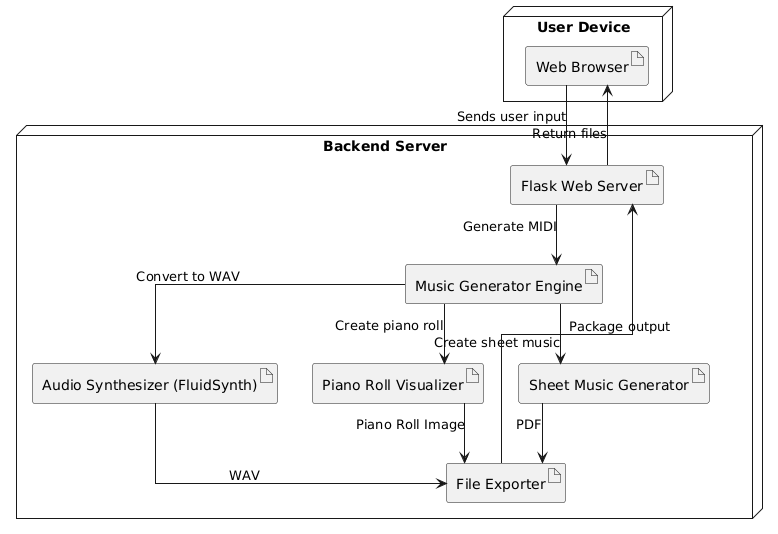 User Device
Web Browser
Sends user input
Return files
Backend Server
Flask Web Server
Generate MIDI
Convert to WAV
Music Generator Engine
Create piano roll
Package output
Create sheet music
Audio Synthesizer (FluidSynth)
Piano Roll Visualizer
Sheet Music Generator
Piano Roll Image
PDF
WAV
File Exporter